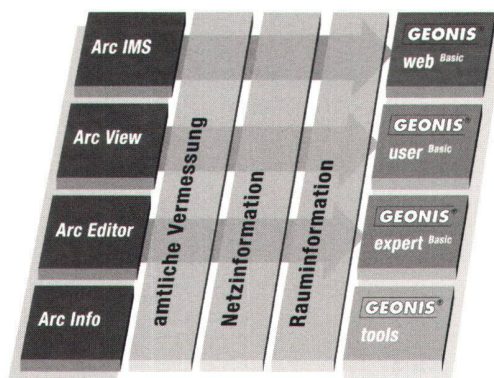 Arc IMS
Arc View
Arc Editor
Arc Info
amtliche Vermessung
Netzinformation
Rauminformation
GEONIS®
web Basic
GEONIS®
user Basic
GEONIS®
expert Basic
GEONIS®
tools